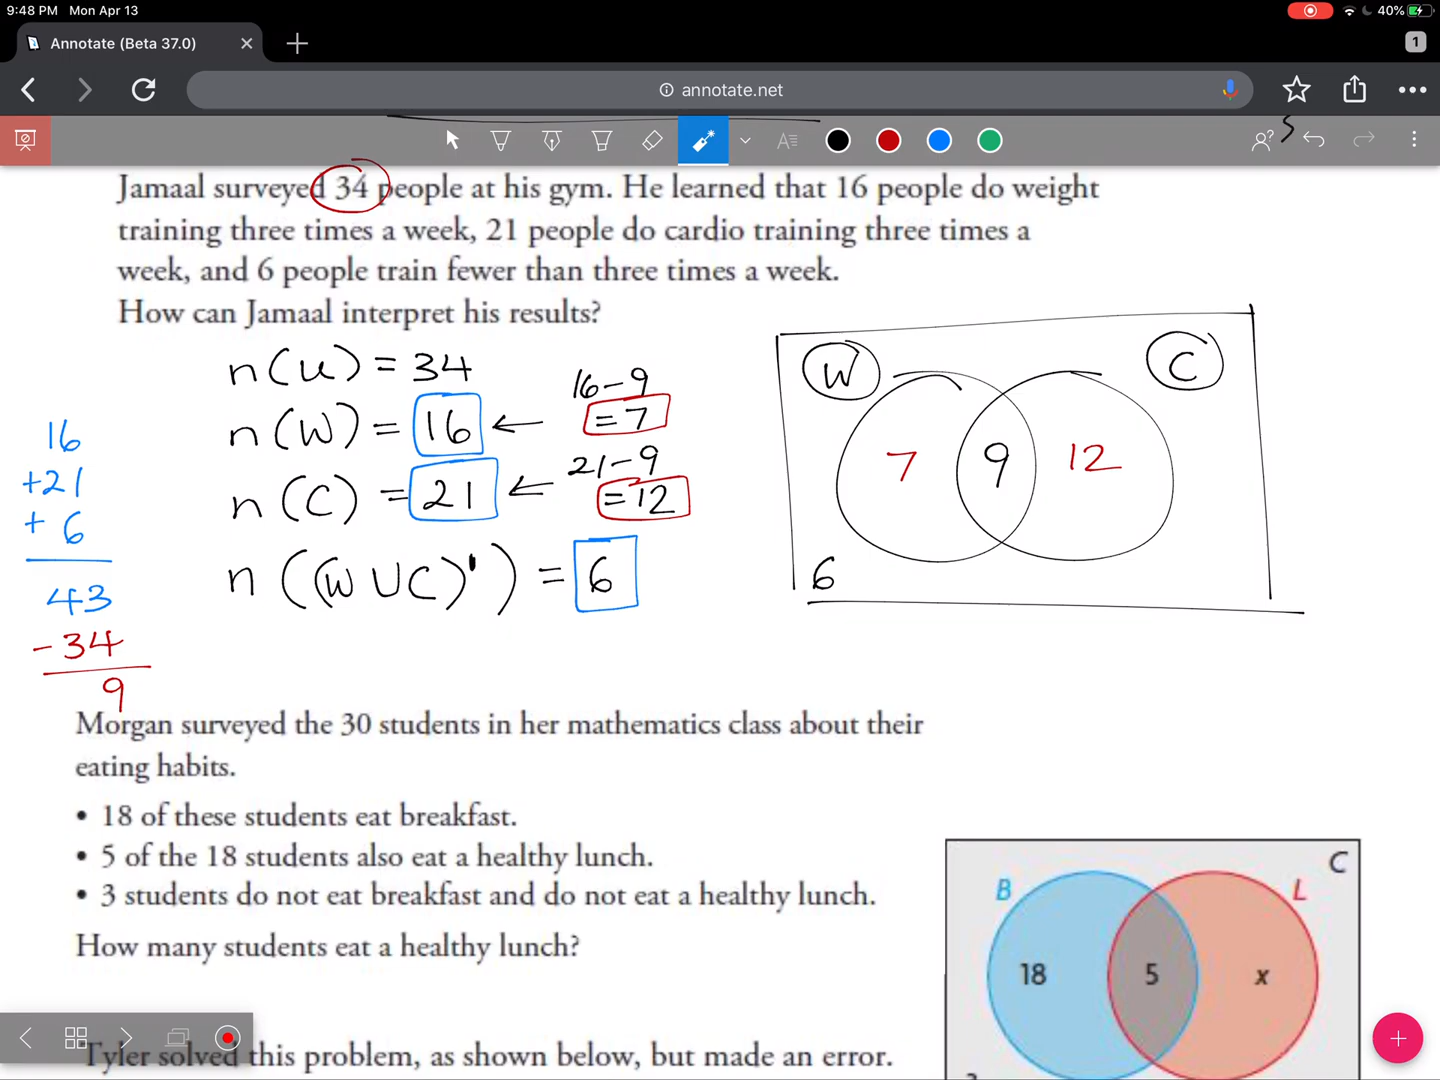 9:48 PM Mon Apr 13
40%
Annotate (Beta 37.0)
1
annotate.net
Jamaal surveyed 34 people at his gym. He learned that 16 people do weight
training three times a week, 21 people do cardio training three times a
week, and 6 people train fewer than three times a week.
How can Jamaal interpret his results?
n(U) = 34
n(W) = 16 ← 16-9
= 7
n(C) = 21 ← 21-9
= 12
n((W∪C)') = 6
16
+21
+ 6
43
-34
9
W
C
7
9
12
6
Morgan surveyed the 30 students in her mathematics class about their
eating habits.
• 18 of these students eat breakfast.
• 5 of the 18 students also eat a healthy lunch.
• 3 students do not eat breakfast and do not eat a healthy lunch.
How many students eat a healthy lunch?
C
B
L
18
5
x
Tyler solved this problem, as shown below, but made an error.